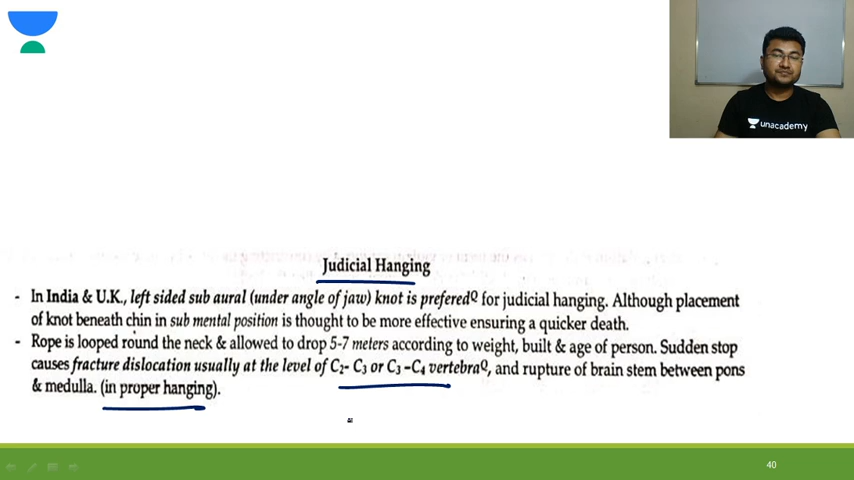 unacademy
Judicial Hanging
- In India & U.K., left sided sub aural (under angle of jaw) knot is preferedQ for judicial hanging. Although placement
of knot beneath chin in sub mental position is thought to be more effective ensuring a quicker death.
- Rope is looped round the neck & allowed to drop 5-7 meters according to weight, built & age of person. Sudden stop
causes fracture dislocation usually at the level of C2- C3 or C3 –C4 vertebraQ, and rupture of brain stem between pons
& medulla. (in proper hanging).
40